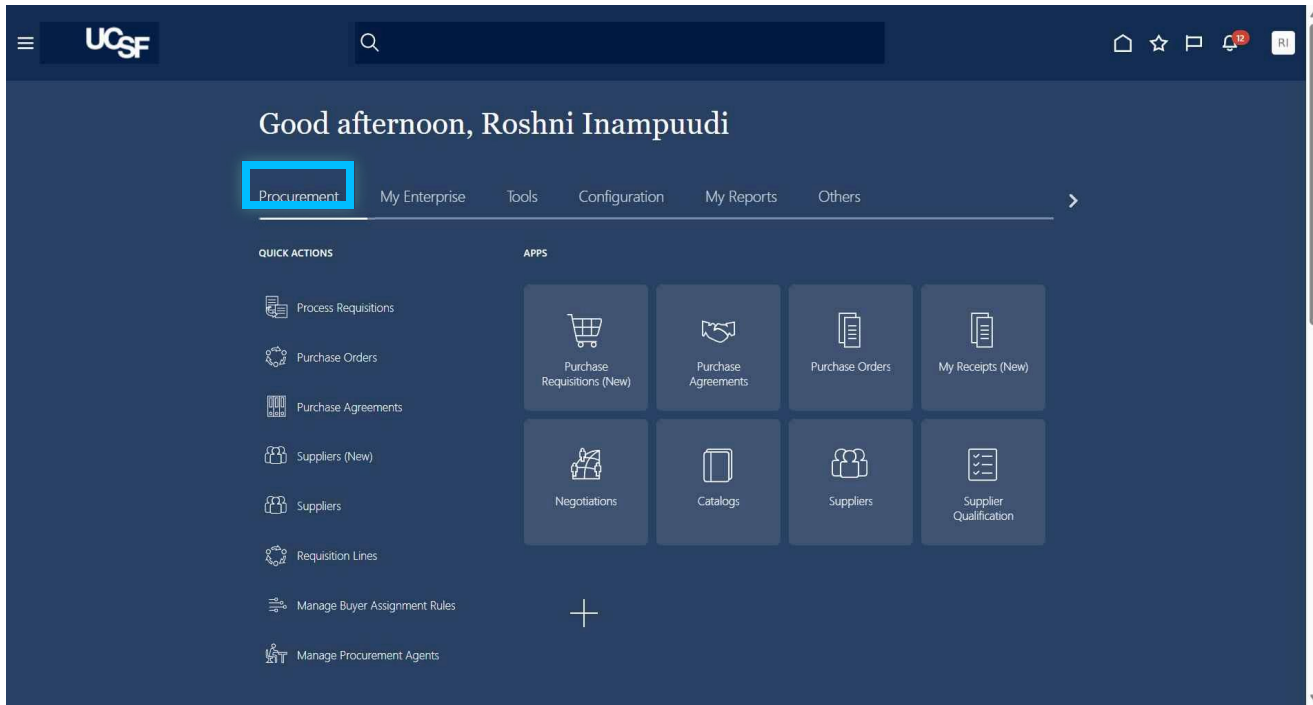 UCSF
12
RI
Good afternoon, Roshni Inampuudi
Procurement
My Enterprise
Tools
Configuration
My Reports
Others
QUICK ACTIONS
Process Requisitions
Purchase Orders
Purchase Agreements
Suppliers (New)
Suppliers
Requisition Lines
Manage Buyer Assignment Rules
Manage Procurement Agents
APPS
Purchase
Requisitions (New)
Purchase
Agreements
Purchase Orders
My Receipts (New)
Negotiations
Catalogs
Suppliers
Supplier
Qualification